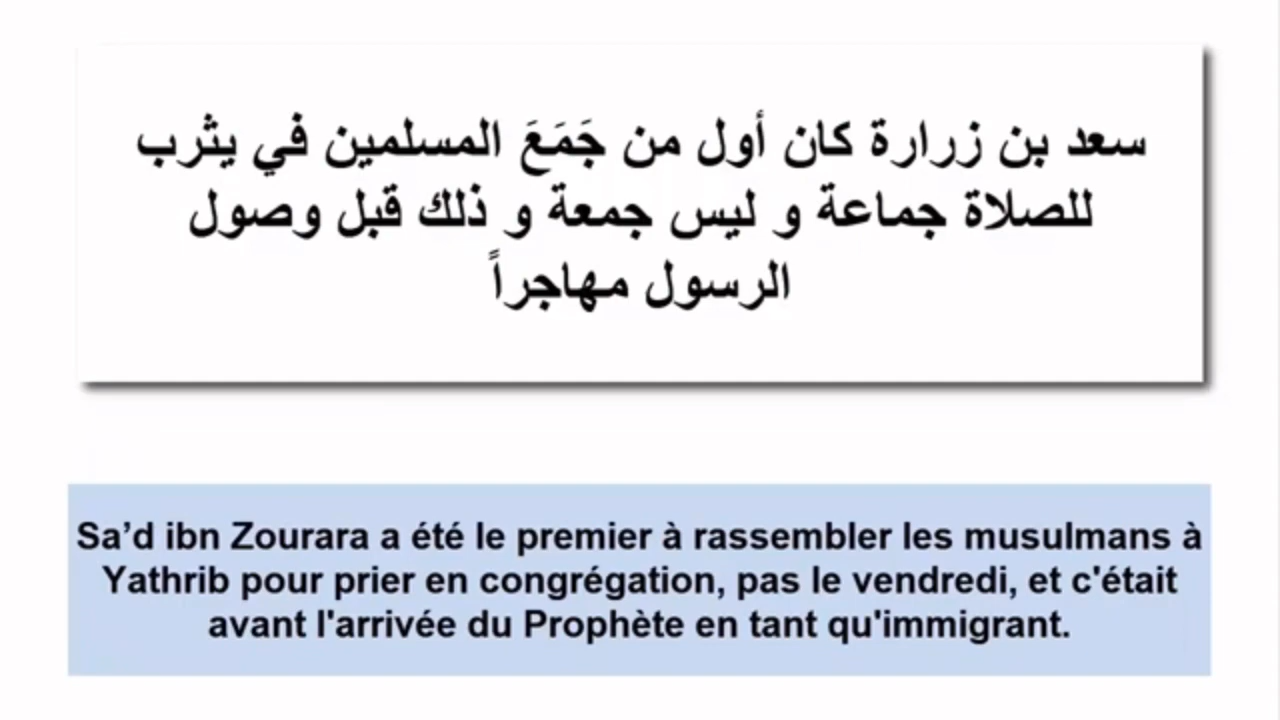 سعد بن زرارة كان أول من جَمَعَ المسلمين في يثرب
للصلاة جماعة و ليس جمعة و ذلك قبل وصول
الرسول مهاجراً
Sa’d ibn Zourara a été le premier à rassembler les musulmans à
Yathrib pour prier en congrégation, pas le vendredi, et c'était
avant l'arrivée du Prophète en tant qu'immigrant.